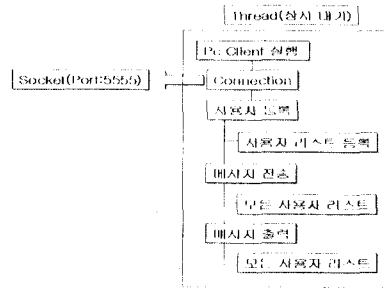 Thread(상시 대기)
Pc Client 실행
Socket(Port:5555)
Connection
사용자 등록
사용자 리스트 등록
메시지 전송
모든 사용자 리스트
메시지 출력
모든 사용자 리스트